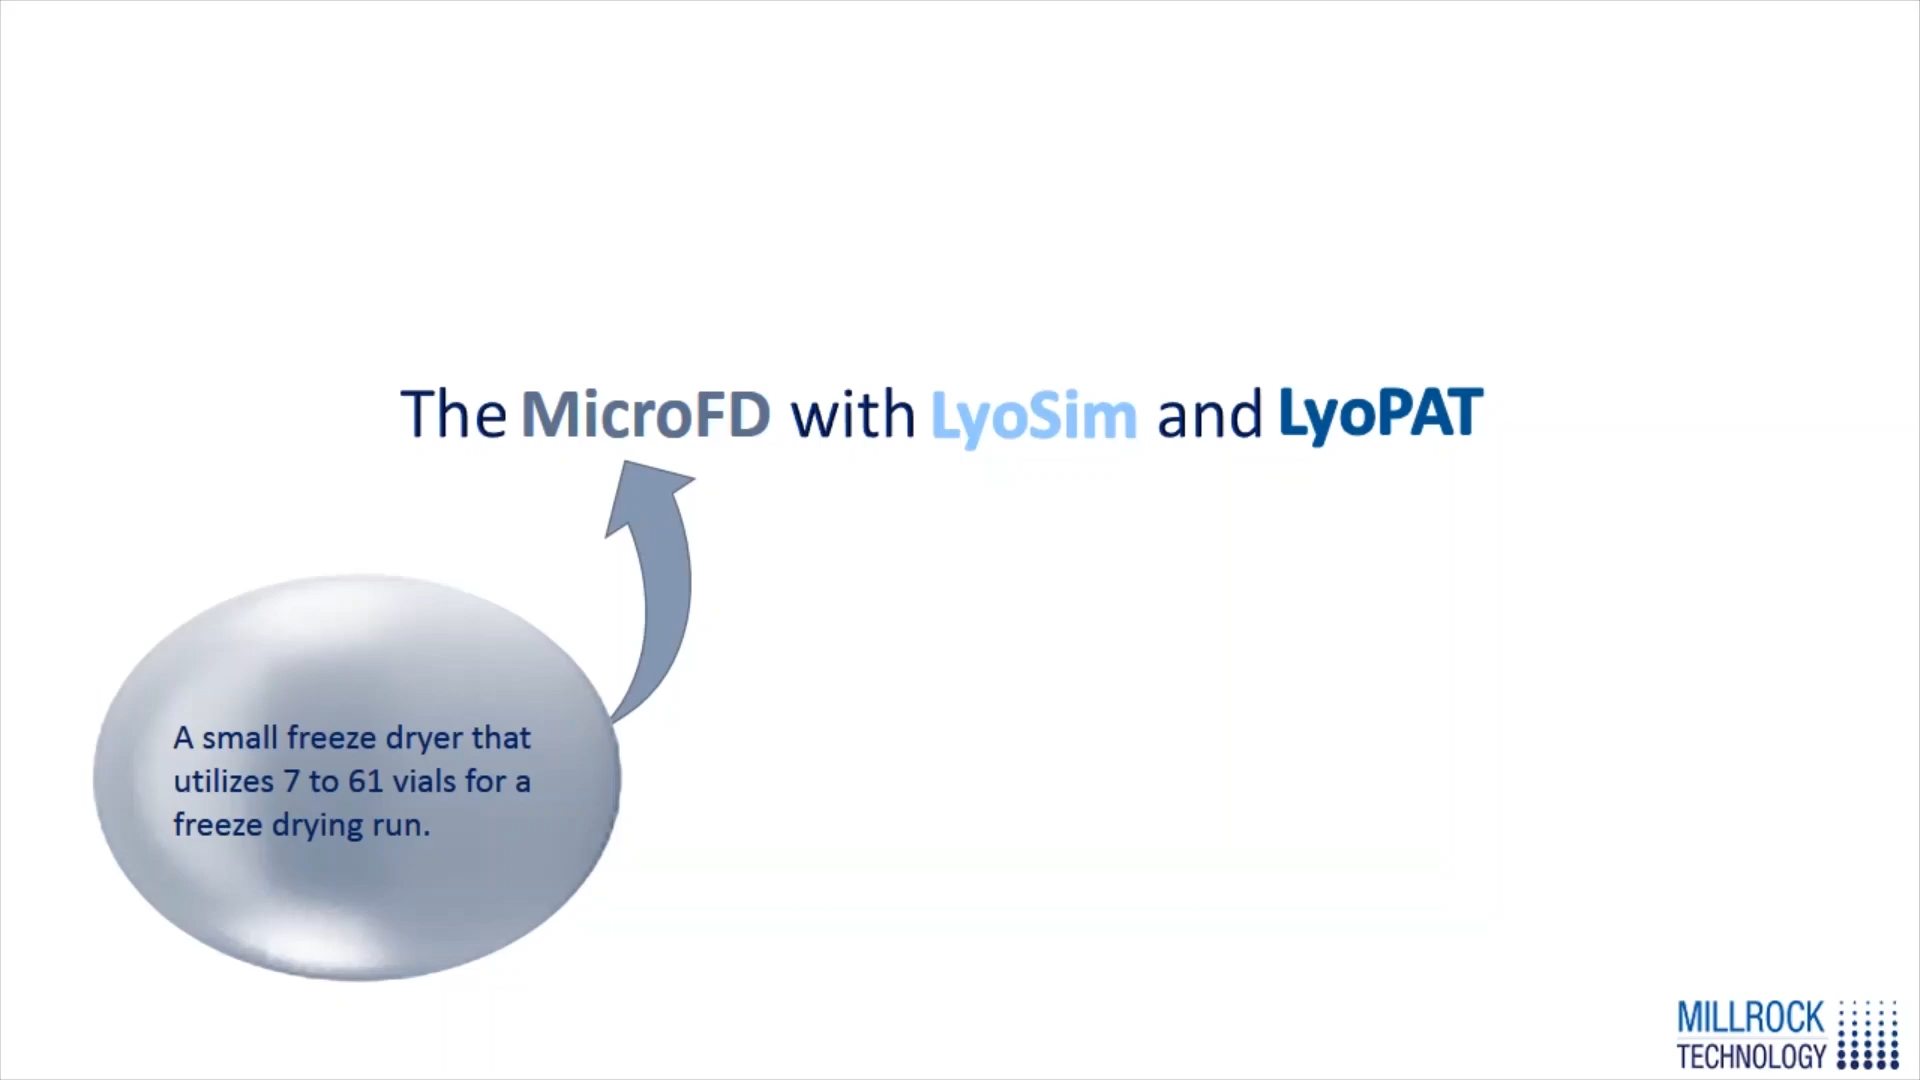 The MicroFD with LyoSim and LyoPAT
A small freeze dryer that
utilizes 7 to 61 vials for a
freeze drying run.
MILLROCK
TECHNOLOGY